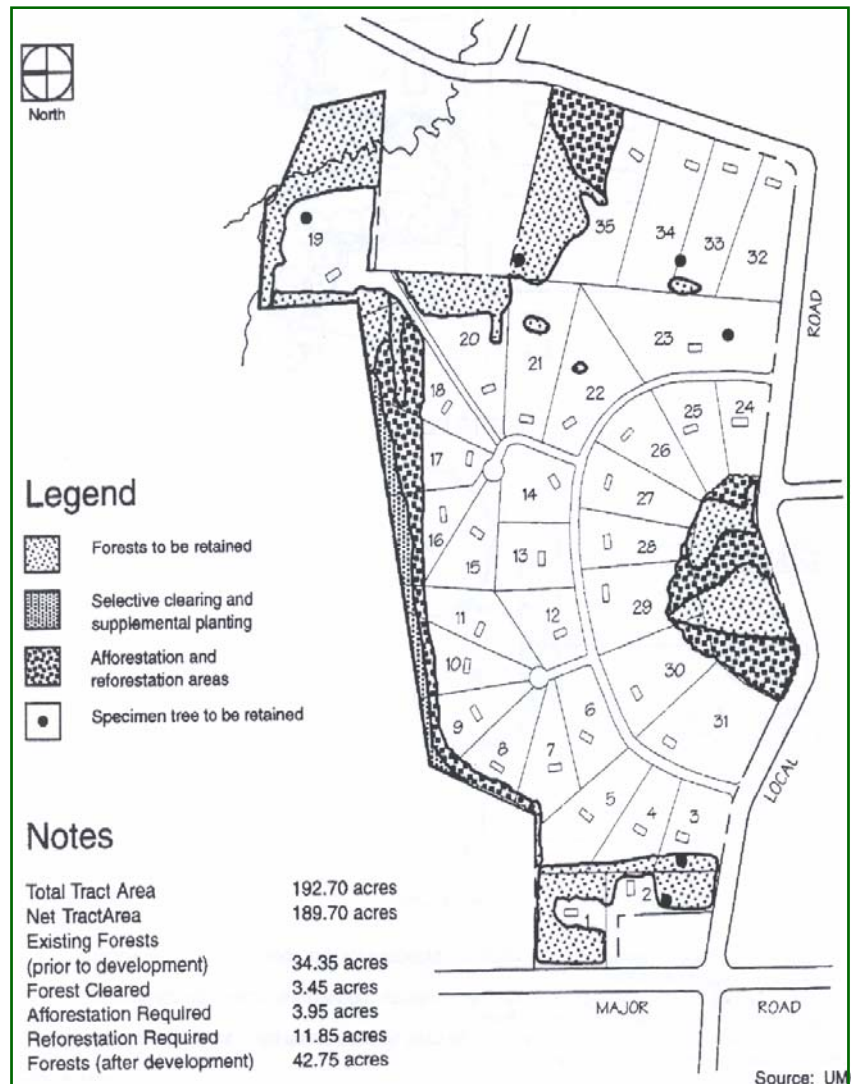 North
19
35
34
33
32
ROAD
20
21
22
23
18
17
14
26
25
24
16
15
13
27
28
29
11
12
10
30
9
8
7
6
31
5
4
3
LOCAL
2
1
MAJOR ROAD
Legend
Forests to be retained
Selective clearing and
supplemental planting
Afforestation and
reforestation areas
Specimen tree to be retained
Notes
Total Tract Area 192.70 acres
Net TractArea 189.70 acres
Existing Forests
(prior to development) 34.35 acres
Forest Cleared 3.45 acres
Afforestation Required 3.95 acres
Reforestation Required 11.85 acres
Forests (after development) 42.75 acres
Source: UM